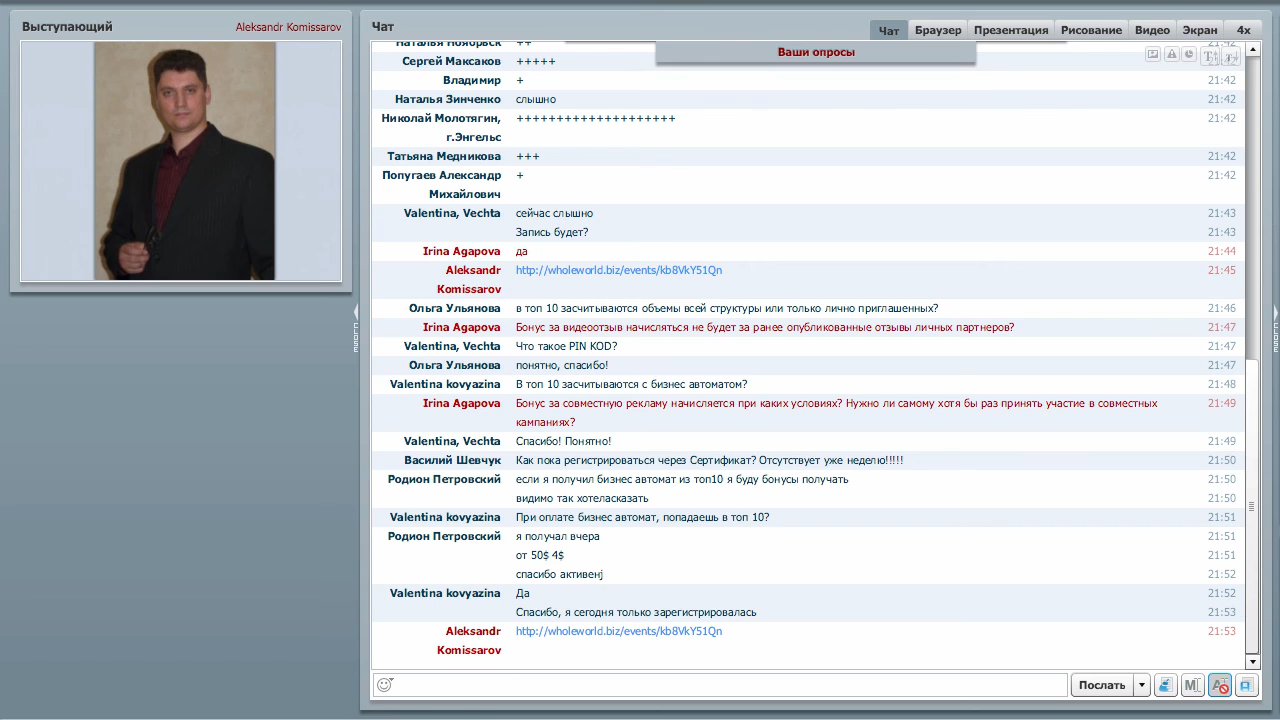 Выступающий
Aleksandr Komissarov
Чат
Чат
Браузер
Презентация
Рисование
Видео
Экран
4x
Ваши опросы
Наталья Ноябрьск ++ 21:42
Сергей Максаков +++++ 21:42
Владимир + 21:42
Наталья Зинченко слышно 21:42
Николай Молотягин, ++++++++++++++++++++ 21:42
г.Энгельс
Татьяна Медникова +++ 21:42
Попугаев Александр + 21:42
Михайлович
Valentina, Vechta сейчас слышно 21:43
Запись будет? 21:43
Irina Agapova да 21:44
Aleksandr http://wholeworld.biz/events/kb8VkY51Qn 21:45
Komissarov
Ольга Ульянова в топ 10 засчитываются объемы всей структуры или только лично приглашенных? 21:46
Irina Agapova Бонус за видеоотзыв начисляться не будет за ранее опубликованные отзывы личных партнеров? 21:47
Valentina, Vechta Что такое PIN KOD? 21:47
Ольга Ульянова понятно, спасибо! 21:47
Valentina kovyazina В топ 10 засчитываются с бизнес автоматом? 21:48
Irina Agapova Бонус за совместную рекламу начисляется при каких условиях? Нужно ли самому хотя бы раз принять участие в совместных 21:49
кампаниях?
Valentina, Vechta Спасибо! Понятно! 21:49
Василий Шевчук Как пока регистрироваться через Сертификат? Отсутствует уже неделю!!!!! 21:50
Родион Петровский если я получил бизнес автомат из топ10 я буду бонусы получать 21:50
видимо так хотеласказать 21:50
Valentina kovyazina При оплате бизнес автомат, попадаешь в топ 10? 21:51
Родион Петровский я получал вчера 21:51
от 50$ 4$ 21:51
спасибо активенj 21:52
Valentina kovyazina Да 21:52
Спасибо, я сегодня только зарегистрировалась 21:53
Aleksandr http://wholeworld.biz/events/kb8VkY51Qn 21:53
Komissarov
Послать